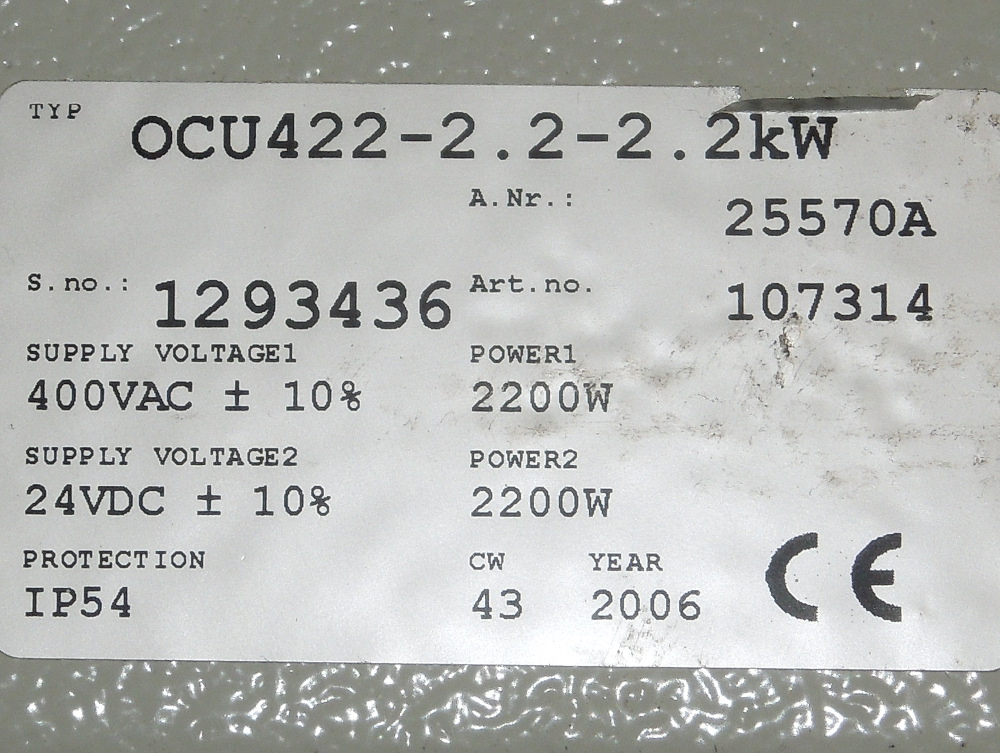 TYP
OCU422-2.2-2.2kW
A.Nr.: 25570A
S.no.: 1293436 Art.no. 107314
SUPPLY VOLTAGE1 POWER1
400VAC ± 10% 2200W
SUPPLY VOLTAGE2 POWER2
24VDC ± 10% 2200W
PROTECTION CW YEAR
IP54 43 2006
CE